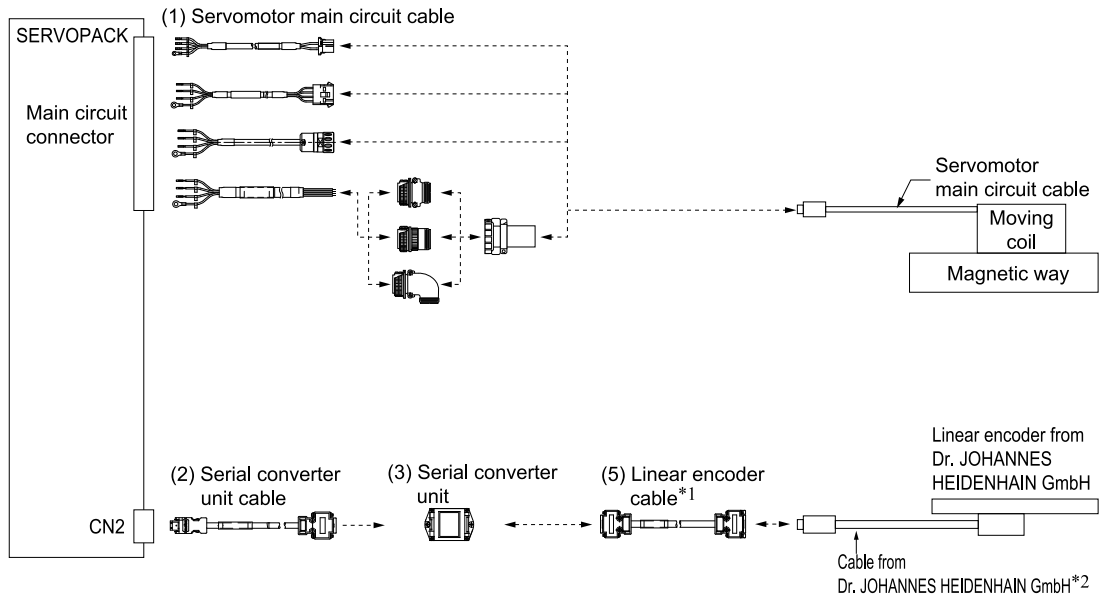 (1) Servomotor main circuit cable
SERVOPACK
Main circuit
connector
Servomotor
main circuit cable
Moving
coil
Magnetic way
Linear encoder from
Dr. JOHANNES
HEIDENHAIN GmbH
(2) Serial converter
unit cable
(3) Serial converter
unit
(5) Linear encoder
cable*1
CN2
Cable from
Dr. JOHANNES HEIDENHAIN GmbH*2